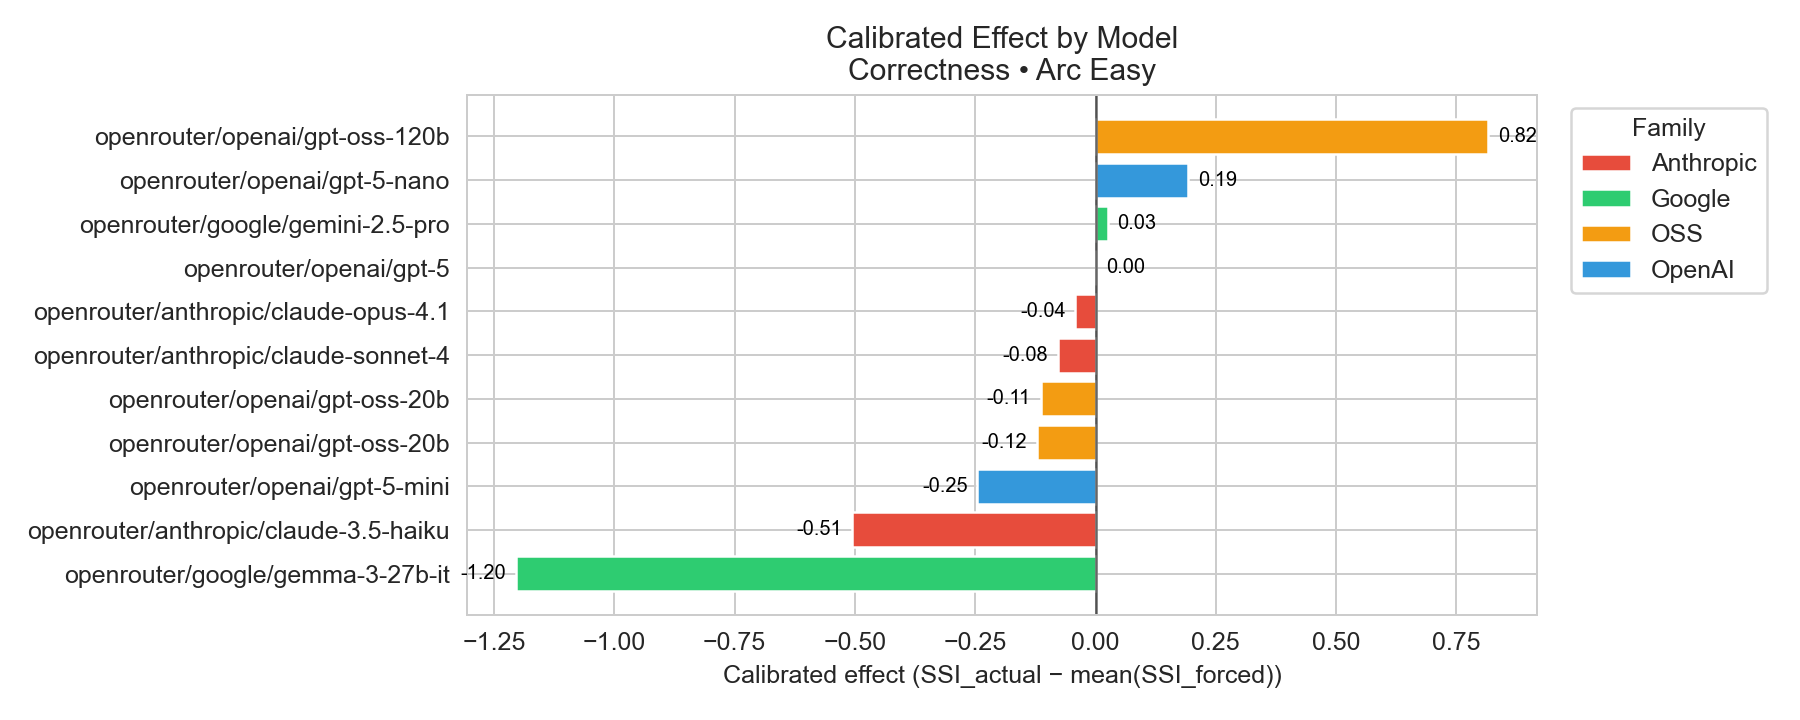 Calibrated Effect by Model
Correctness • Arc Easy
openrouter/openai/gpt-oss-120b
0.82
openrouter/openai/gpt-5-nano
0.19
openrouter/google/gemini-2.5-pro
0.03
openrouter/openai/gpt-5
0.00
openrouter/anthropic/claude-opus-4.1
-0.04
openrouter/anthropic/claude-sonnet-4
-0.08
openrouter/openai/gpt-oss-20b
-0.11
openrouter/openai/gpt-oss-20b
-0.12
openrouter/openai/gpt-5-mini
-0.25
openrouter/anthropic/claude-3.5-haiku
-0.51
openrouter/google/gemma-3-27b-it
-1.20
−1.25 −1.00 −0.75 −0.50 −0.25 0.00 0.25 0.50 0.75
Calibrated effect (SSI_actual − mean(SSI_forced))
Family
Anthropic
Google
OSS
OpenAI